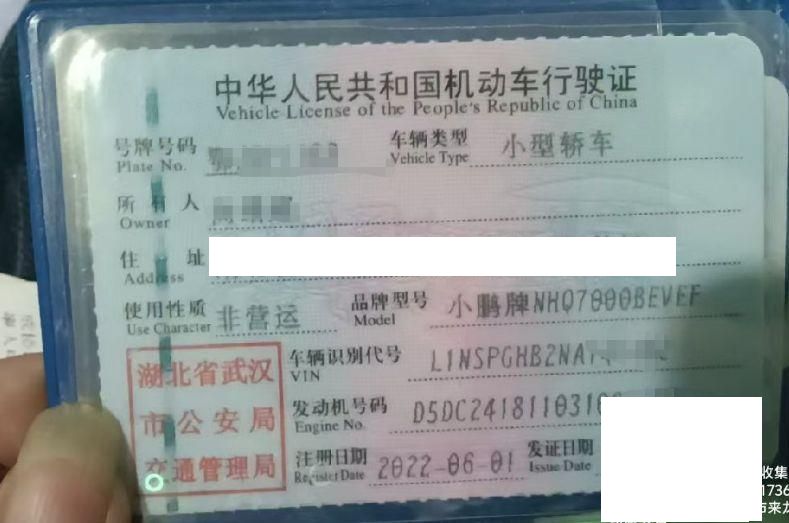 中华人民共和国机动车行驶证
Vehicle License of the People's Republic of China
号牌号码
Plate No.
车辆类型 小型轿车
Vehicle Type
所有人
Owner
住址
Address
使用性质 非营运
Use Character
品牌型号 小鹏牌NHQ7000BEVEF
Model
车辆识别代号 L1NSPGHB2NA
VIN
发动机号码 D5DC241811031
Engine No.
注册日期 2022-06-01
Register Date
发证日期
Issue Date
湖北省武汉
市公安局
交通管理局
收集
1736